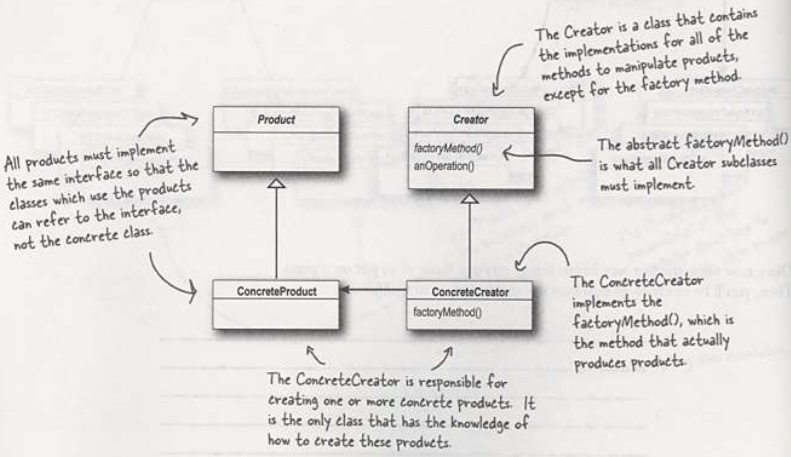 The Creator is a class that contains
the implementations for all of the
methods to manipulate products,
except for the factory method.
Product
Creator
factoryMethod()
anOperation()
All products must implement
the same interface so that the
classes which use the products
can refer to the interface,
not the concrete class.
The abstract factoryMethod()
is what all Creator subclasses
must implement.
ConcreteProduct
ConcreteCreator
factoryMethod()
The ConcreteCreator
implements the
factoryMethod(), which is
the method that actually
produces products.
The ConcreteCreator is responsible for
creating one or more concrete products. It
is the only class that has the knowledge of
how to create these products.